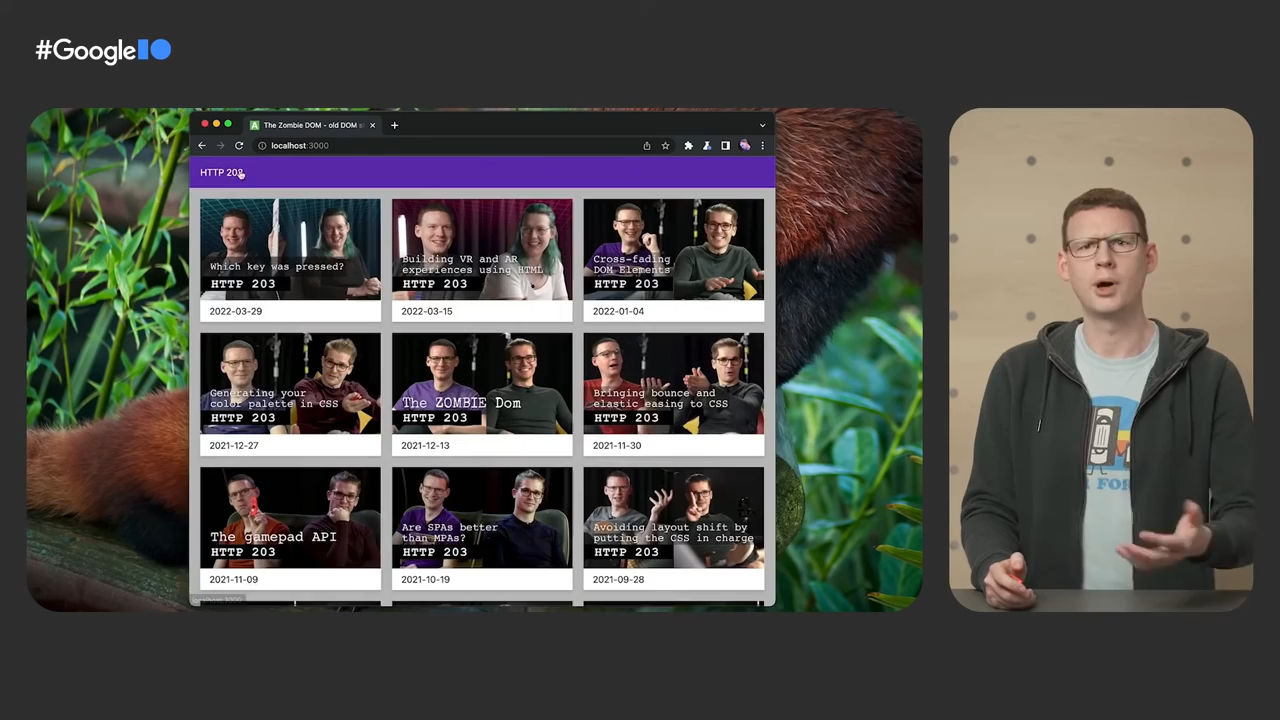 #Google IO
The Zombie DOM - old DOM s
localhost:3000
HTTP 203
Which key was pressed?
HTTP 203
2022-03-29
Building VR and AR
experiences using HTML
HTTP 203
2022-03-15
Cross-fading
DOM Elements
HTTP 203
2022-01-04
Generating your
color palette in CSS
HTTP 203
2021-12-27
The ZOMBIE Dom
HTTP 203
2021-12-13
Bringing bounce and
elastic easing to CSS
HTTP 203
2021-11-30
The gamepad API
HTTP 203
2021-11-09
Are SPAs better
than MPAs?
HTTP 203
2021-10-19
Avoiding layout shift by
putting the CSS in charge
HTTP 203
2021-09-28
localhost:3000
FOR